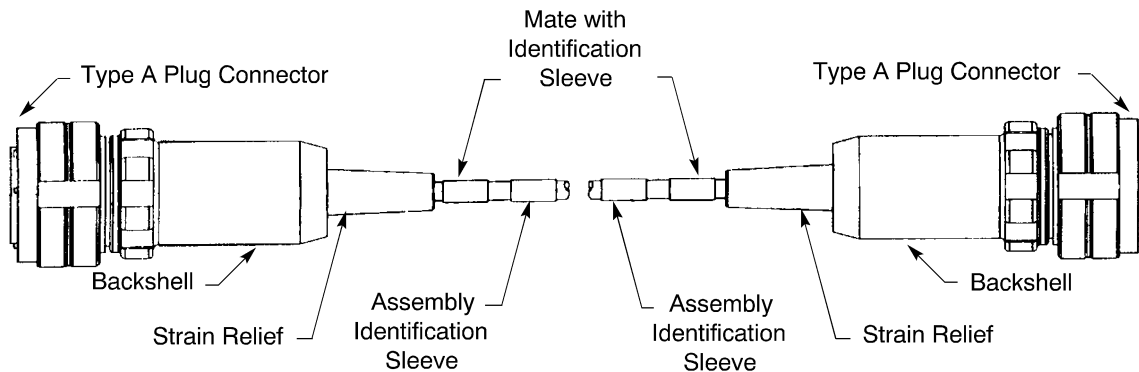 Mate with
Identification
Sleeve
Type A Plug Connector
Type A Plug Connector
Backshell
Backshell
Assembly
Identification
Sleeve
Assembly
Identification
Sleeve
Strain Relief
Strain Relief